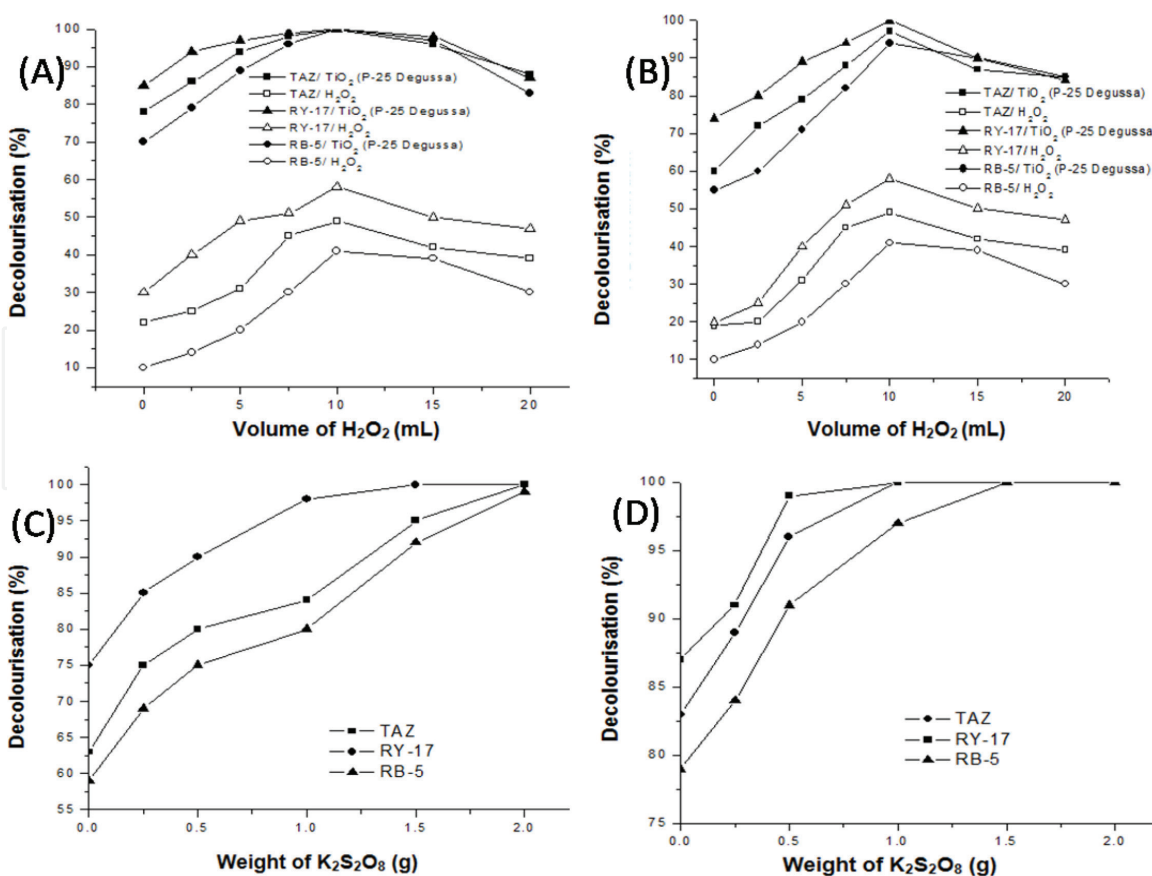 (A)
Decolourisation (%)
100
90
80
70
60
50
40
30
20
10
TAZ/ TiO₂ (P-25 Degussa)
TAZ/ H₂O₂
RY-17/ TiO₂ (P-25 Degussa)
RY-17/H₂O₂
RB-5/ TiO₂ (P-25 Degussa)
RB-5/ H₂O₂
0 5 10 15 20
Volume of H₂O₂ (mL)
(B)
Decolourisation (%)
100
90
80
70
60
50
40
30
20
10
TAZ/ TiO₂ (P-25 Degussa)
TAZ/ H₂O₂
RY-17/ TiO₂ (P-25 Degussa
RY-17/H₂O₂
RB-5/ TiO₂ (P-25 Degussa)
RB-5/ H₂O₂
0 5 10 15 20
Volume of H₂O₂ (mL)
(C)
Decolourisation (%)
100
95
90
85
80
75
70
65
60
55
TAZ
RY-17
RB-5
0.0 0.5 1.0 1.5 2.0
Weight of K₂S₂O₈ (g)
(D)
Decolourisation (%)
100
95
90
85
80
75
TAZ
RY-17
RB-5
0.0 0.5 1.0 1.5 2.0
Weight of K₂S₂O₈ (g)